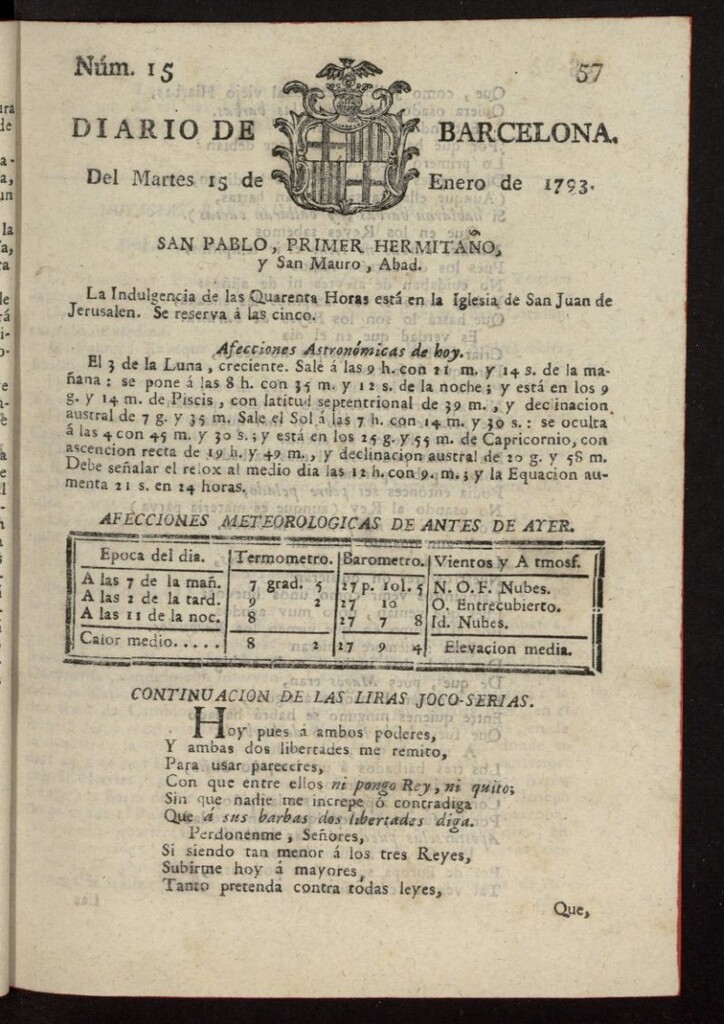 Núm. 15 57
DIARIO DE BARCELONA.
Del Martes 15 de Enero de 1793.
SAN PABLO, PRIMER HERMITAÑO,
y San Mauro, Abad.
La Indulgencia de las Quarenta Horas está en la Iglesia de San Juan de
Jerusalen. Se reserva á las cinco.
Afecciones Astronómicas de hoy.
El 3 de la Luna, creciente. Sale á las 9 h. con 21 m. y 14 s. de la ma-
ñana: se pone á las 8 h. con 35 m. y 12 s. de la noche; y está en los 9
g. y 14 m. de Piscis, con latitud septentrional de 39 m., y declinacion
austral de 7 g. y 35 m. Sale el Sol á las 7 h. con 14 m. y 30 s.: se oculta
á las 4 con 45 m. y 30 s.; y está en los 25 g. y 55 m. de Capricornio, con
ascencion recta de 19 h. y 49 m., y declinacion austral de 20 g. y 58 m.
Debe señalar el relox al medio dia las 12 h. con 9. m.; y la Equacion au-
menta 21 s. en 24 horas.
AFECCIONES METEOROLOGICAS DE ANTES DE AYER.
Epoca del dia. Termometro. Barometro. Vientos y Atmosf.
A las 7 de la mañ. 7 grad. 5 27 p. 10l. 5 N. O. F. Nubes.
A las 2 de la tard. 9 2 27 10 O. Entrecubierto.
A las 11 de la noc. 8 27 7 8 Id. Nubes.
Calor medio..... 8 2 27 9 4 Elevacion media.
CONTINUACION DE LAS LIRAS JOCO-SERIAS.
Hoy pues á ambos poderes,
Y ambas dos libertades me remito,
Para usar pareceres,
Con que entre ellos ni pongo Rey, ni quito;
Sin que nadie me increpe ó contradiga
Que á sus barbas dos libertades diga.
Perdonenme, Señores,
Si siendo tan menor á los tres Reyes,
Subirme hoy á mayores,
Tanto pretenda contra todas leyes,
Que,